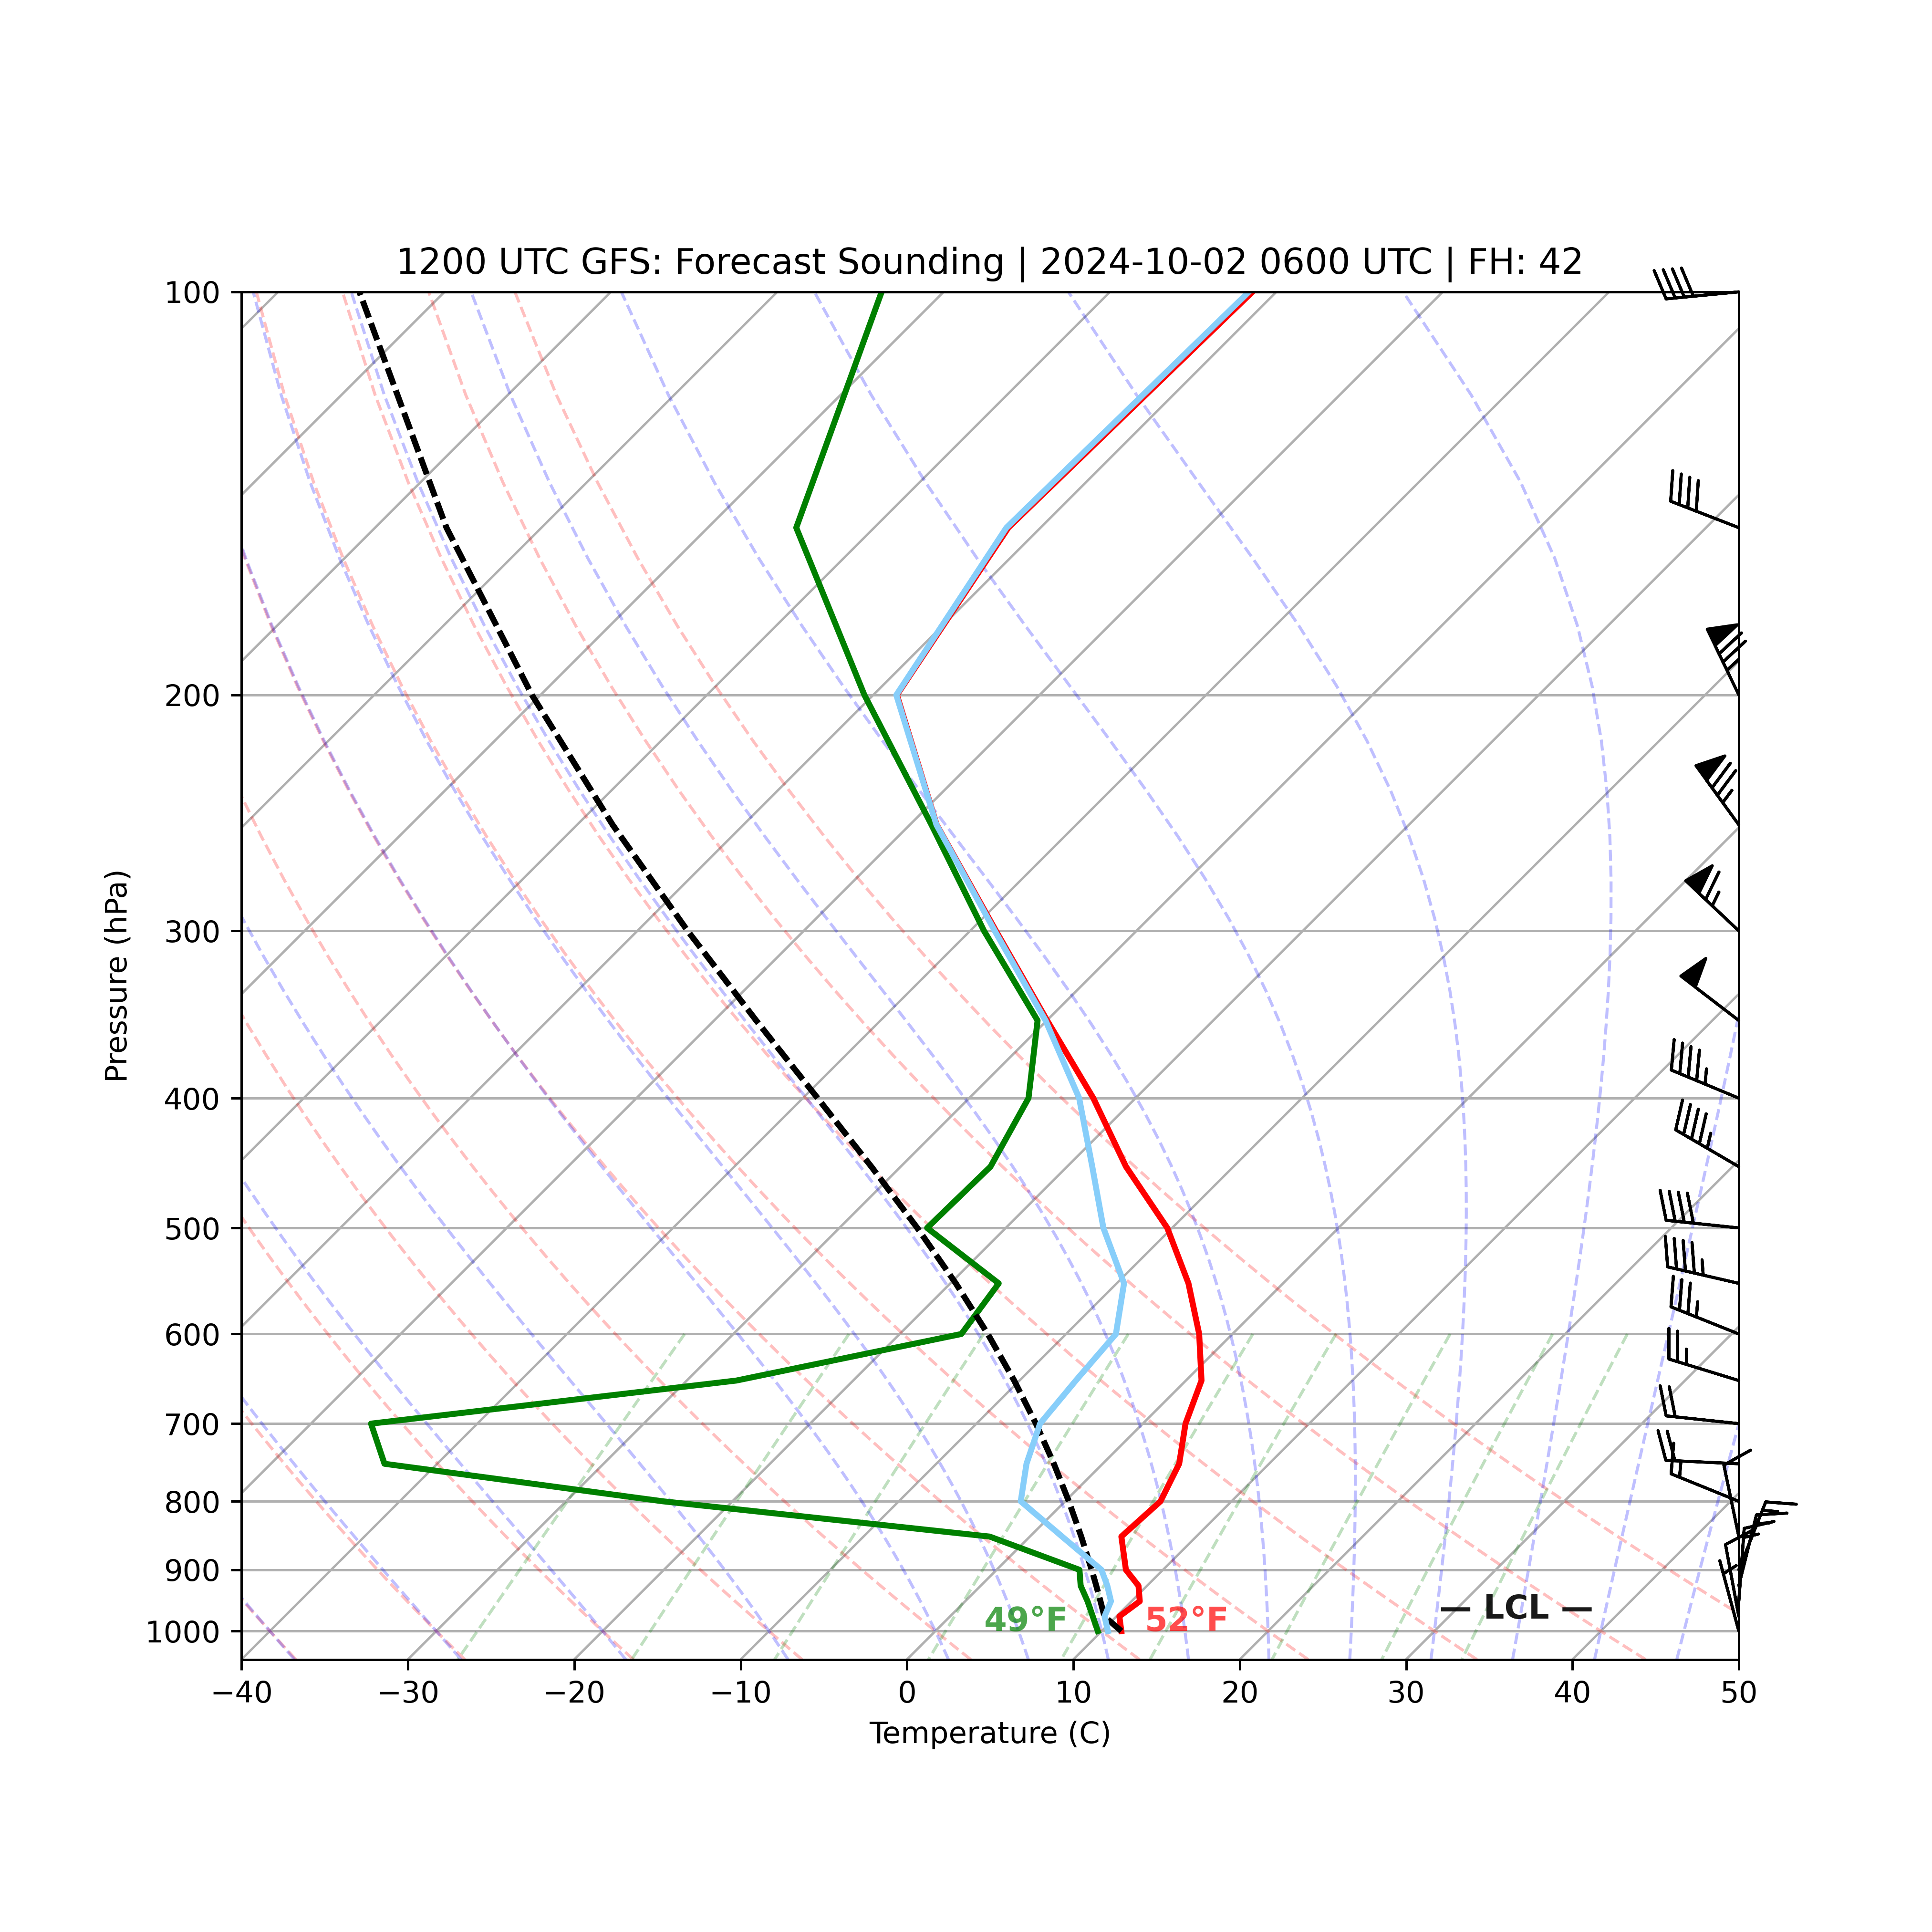 1200 UTC GFS: Forecast Sounding | 2024-10-02 0600 UTC | FH: 42
100
200
300
400
500
600
700
800
900
1000
Pressure (hPa)
49°F
52°F
— LCL —
−40 −30 −20 −10 0 10 20 30 40 50
Temperature (C)